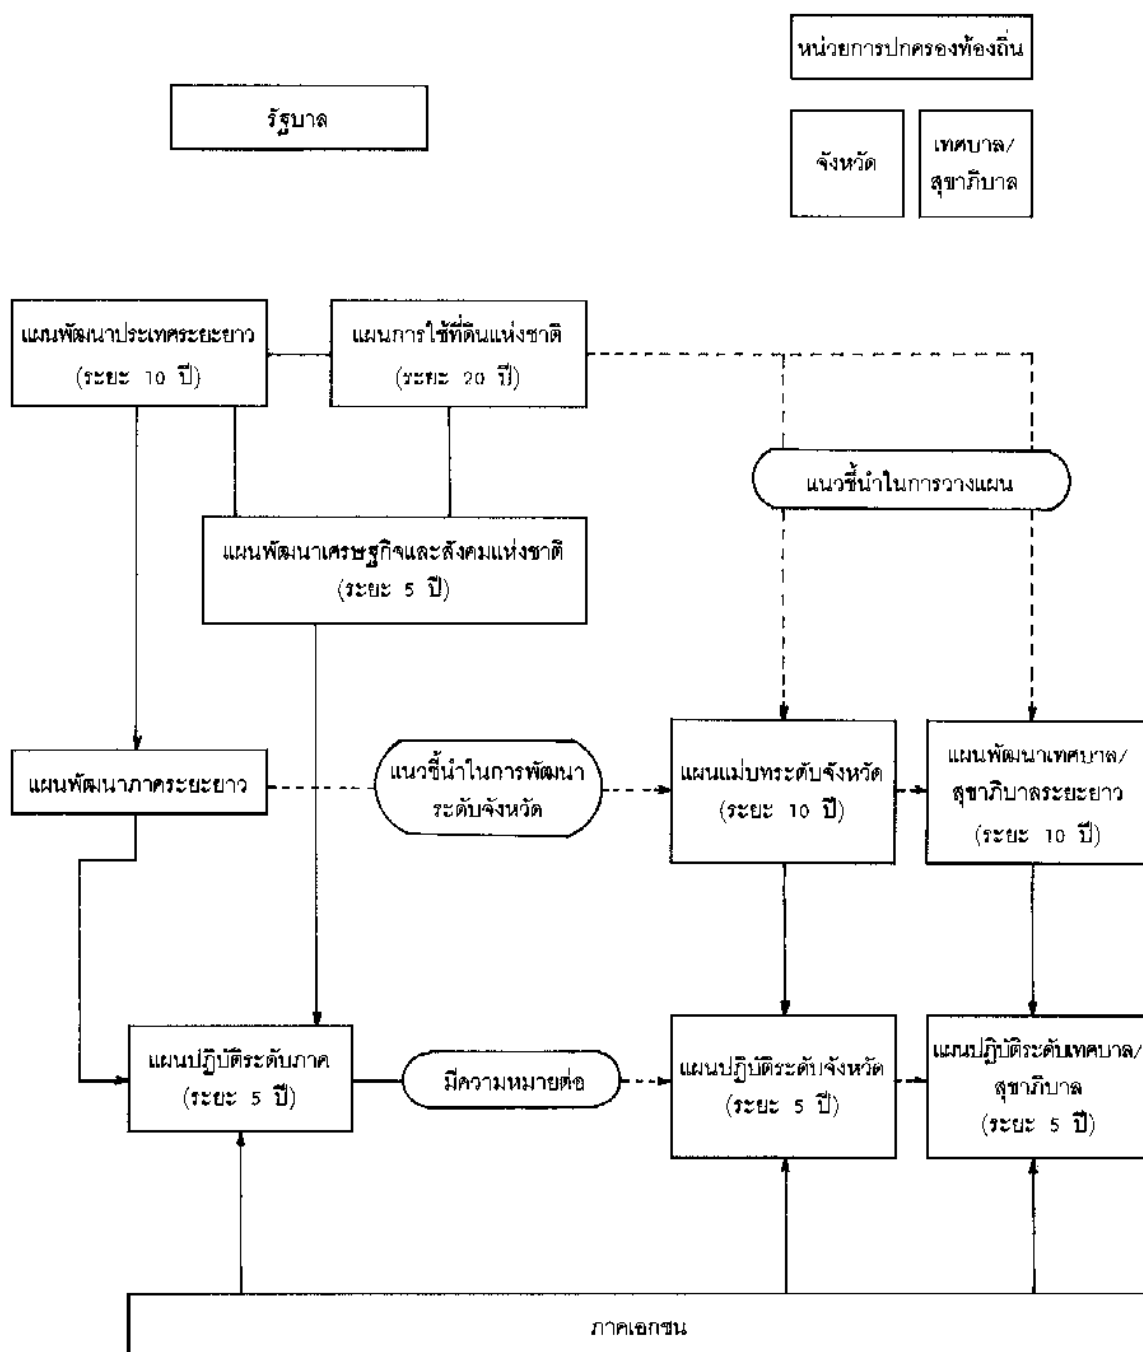 หน่วยการปกครองท้องถิ่น
รัฐบาล
จังหวัด
เทศบาล/
สุขาภิบาล
แผนพัฒนาประเทศระยะยาว
(ระยะ 10 ปี)
แผนการใช้ที่ดินแห่งชาติ
(ระยะ 20 ปี)
แนวชี้นำในการวางแผน
แผนพัฒนาเศรษฐกิจและสังคมแห่งชาติ
(ระยะ 5 ปี)
แผนพัฒนาภาคระยะยาว
แนวชี้นำในการพัฒนา
ระดับจังหวัด
แผนแม่บทระดับจังหวัด
(ระยะ 10 ปี)
แผนพัฒนาเทศบาล/
สุขาภิบาลระยะยาว
(ระยะ 10 ปี)
แผนปฏิบัติระดับภาค
(ระยะ 5 ปี)
มีความหมายต่อ
แผนปฏิบัติระดับจังหวัด
(ระยะ 5 ปี)
แผนปฏิบัติระดับเทศบาล/
สุขาภิบาล
(ระยะ 5 ปี)
ภาคเอกชน